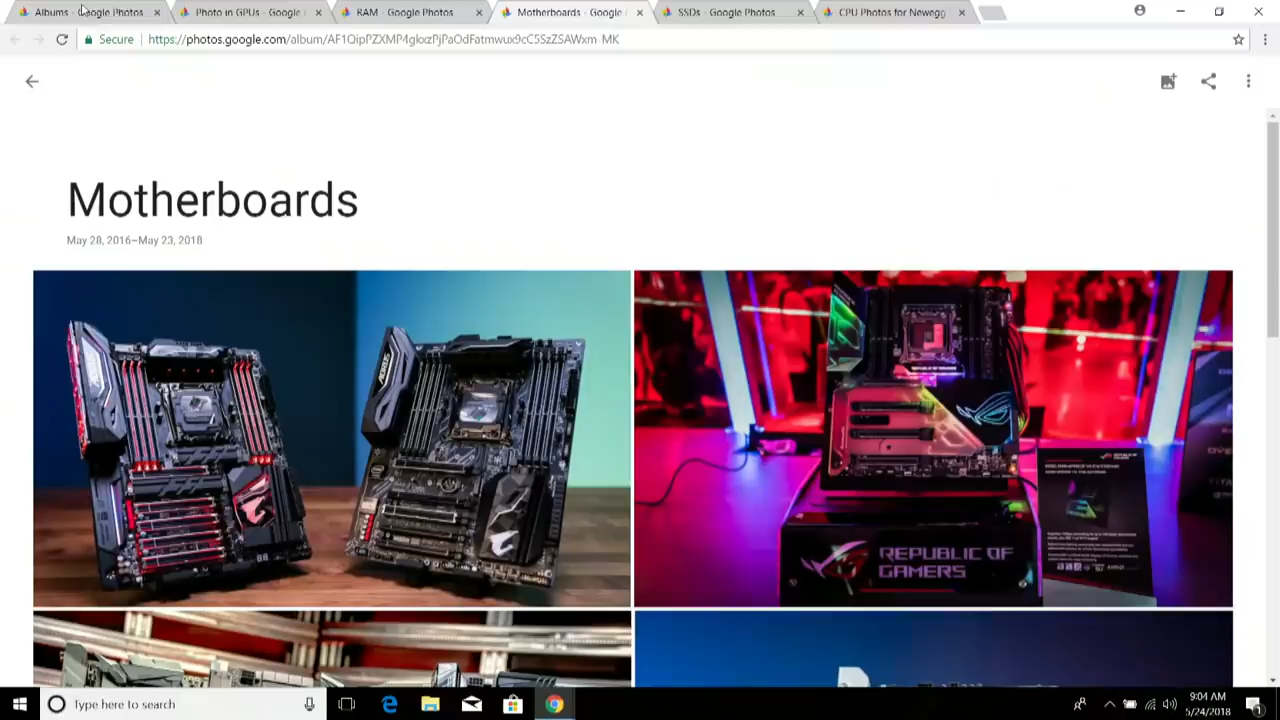 Albums - Google Photos
Photo in GPUs - Google
RAM - Google Photos
Motherboards - Google
SSDs - Google Photos
CPU Photos for Newegg
Secure
https://photos.google.com/album/AF1QipPZXMP4gkxzPjPaOdFatmwux9cC5SzZSAWxm-MK
Motherboards
May 28, 2016–May 23, 2018
REPUBLIC OF
GAMERS
Type here to search
9:04 AM
5/24/2018